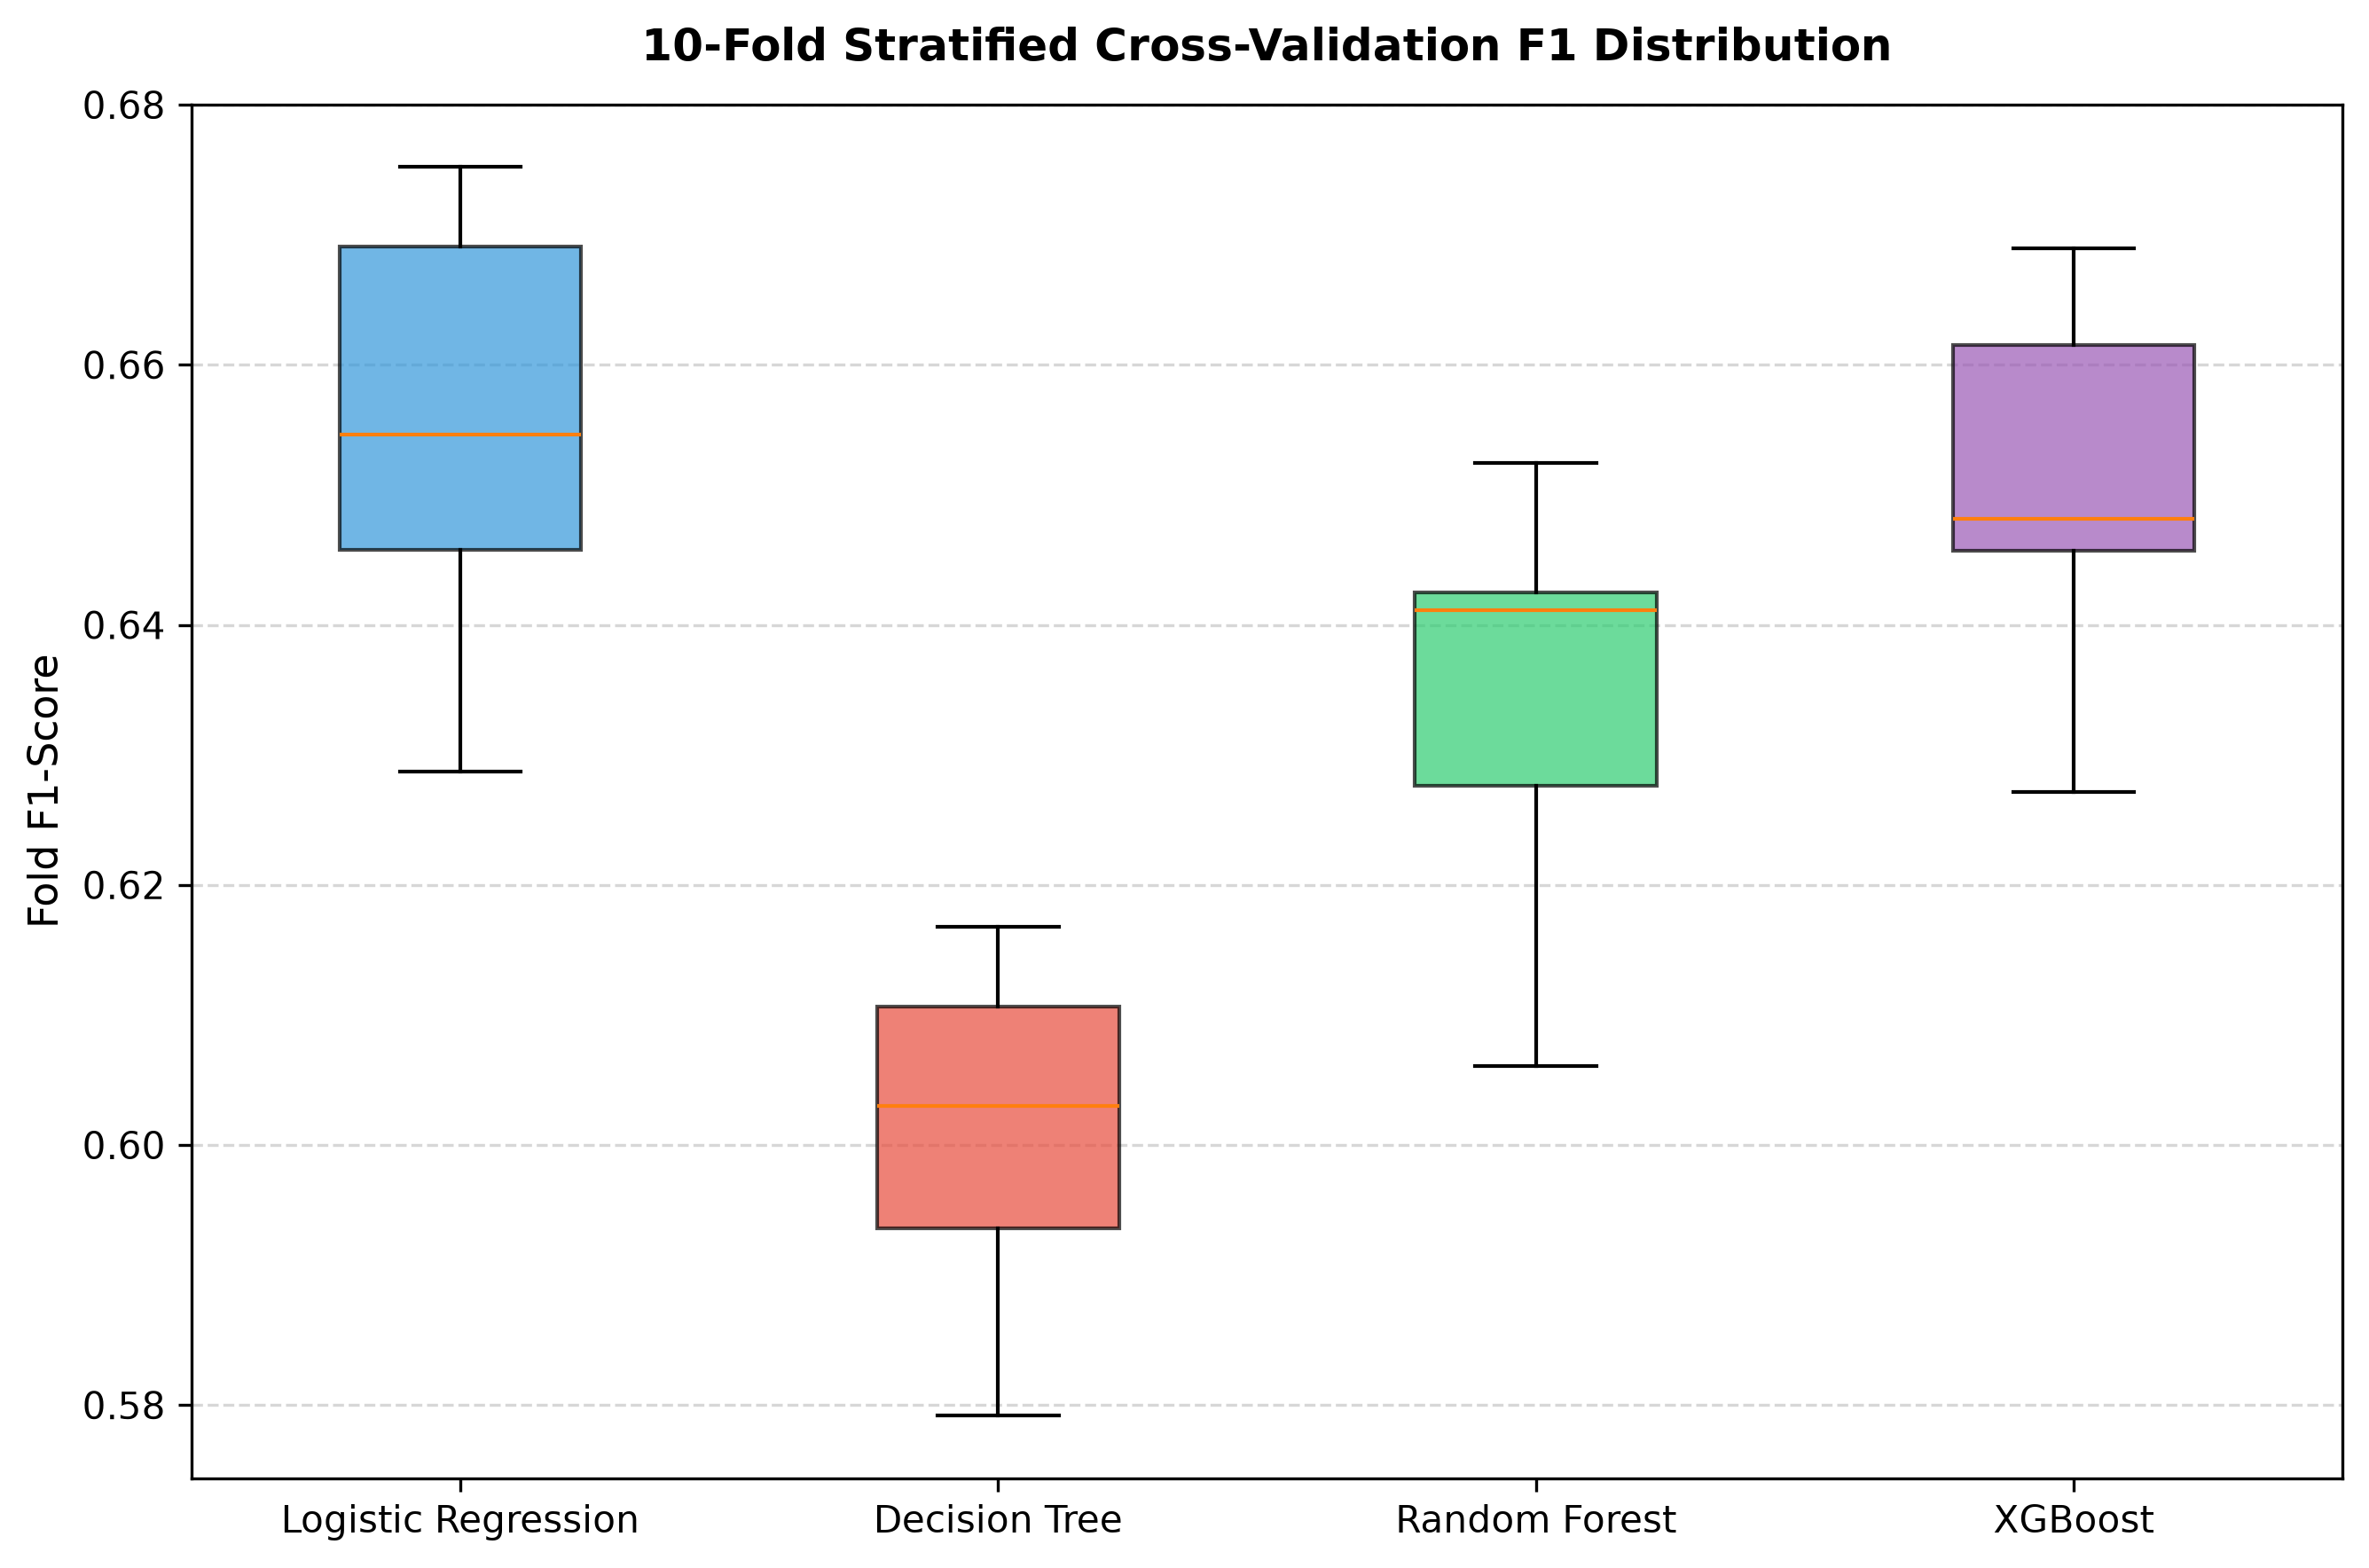 10-Fold Stratified Cross-Validation F1 Distribution
Fold F1-Score
0.68
0.66
0.64
0.62
0.60
0.58
Logistic Regression
Decision Tree
Random Forest
XGBoost